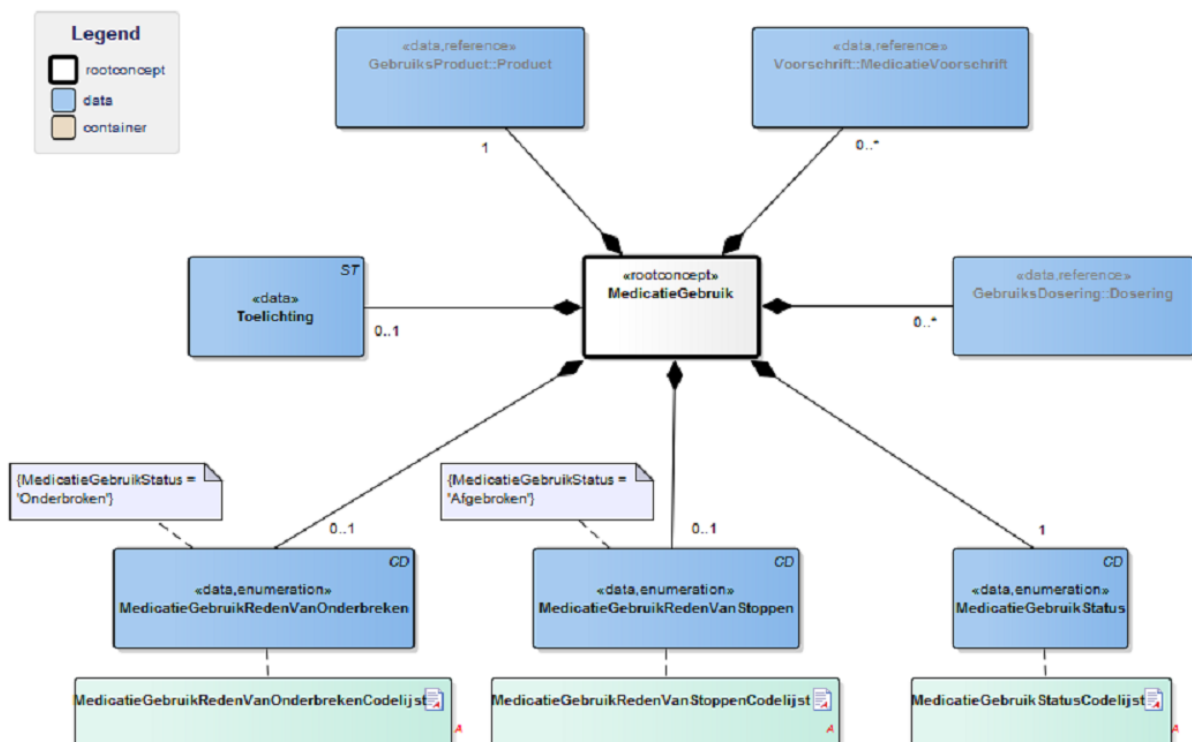 Legend
rootconcept
data
container
«data,reference»
GebruiksProduct::Product
«data,reference»
Voorschrift::MedicatieVoorschrift
1
0..*
ST
«data»
Toelichting
0..1
«rootconcept»
MedicatieGebruik
«data,reference»
GebruiksDosering::Dosering
0..*
{MedicatieGebruikStatus =
'Onderbroken'}
{MedicatieGebruikStatus =
'Afgebroken'}
0..1
0..1
1
CD
«data,enumeration»
MedicatieGebruikRedenVanOnderbreken
CD
«data,enumeration»
MedicatieGebruikRedenVanStoppen
CD
«data,enumeration»
MedicatieGebruikStatus
MedicatieGebruikRedenVanOnderbrekenCodelijst
A
MedicatieGebruikRedenVanStoppenCodelijst
A
MedicatieGebruikStatusCodelijst
A